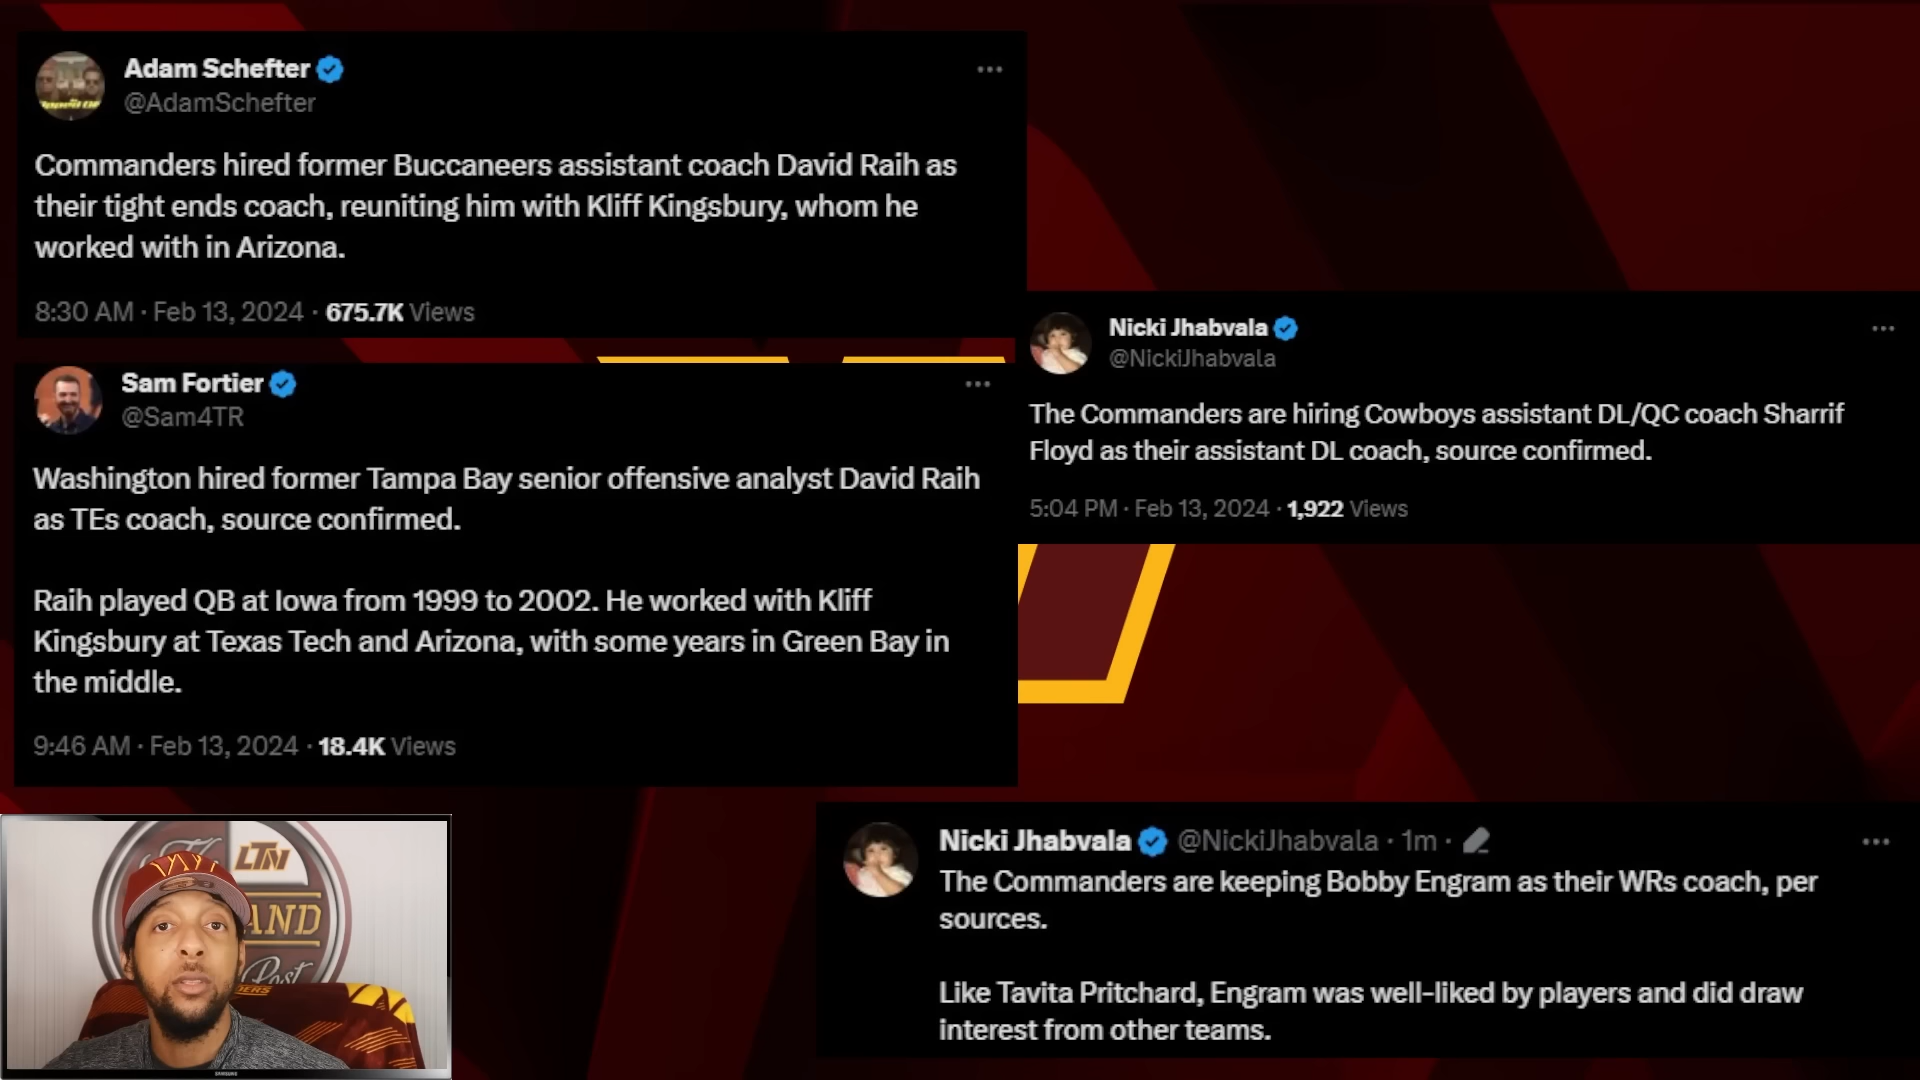 Adam Schefter
@AdamSchefter
Commanders hired former Buccaneers assistant coach David Raih as
their tight ends coach, reuniting him with Kliff Kingsbury, whom he
worked with in Arizona.
8:30 AM · Feb 13, 2024 · 675.7K Views
Sam Fortier
@Sam4TR
Washington hired former Tampa Bay senior offensive analyst David Raih
as TEs coach, source confirmed.
Raih played QB at Iowa from 1999 to 2002. He worked with Kliff
Kingsbury at Texas Tech and Arizona, with some years in Green Bay in
the middle.
9:46 AM · Feb 13, 2024 · 18.4K Views
Nicki Jhabvala
@NickiJhabvala
The Commanders are hiring Cowboys assistant DL/QC coach Sharrif
Floyd as their assistant DL coach, source confirmed.
5:04 PM · Feb 13, 2024 · 1,922 Views
Nicki Jhabvala @NickiJhabvala · 1m ·
The Commanders are keeping Bobby Engram as their WRs coach, per
sources.
Like Tavita Pritchard, Engram was well-liked by players and did draw
interest from other teams.
LTN
AND
Post
DERS
SAMSUNG